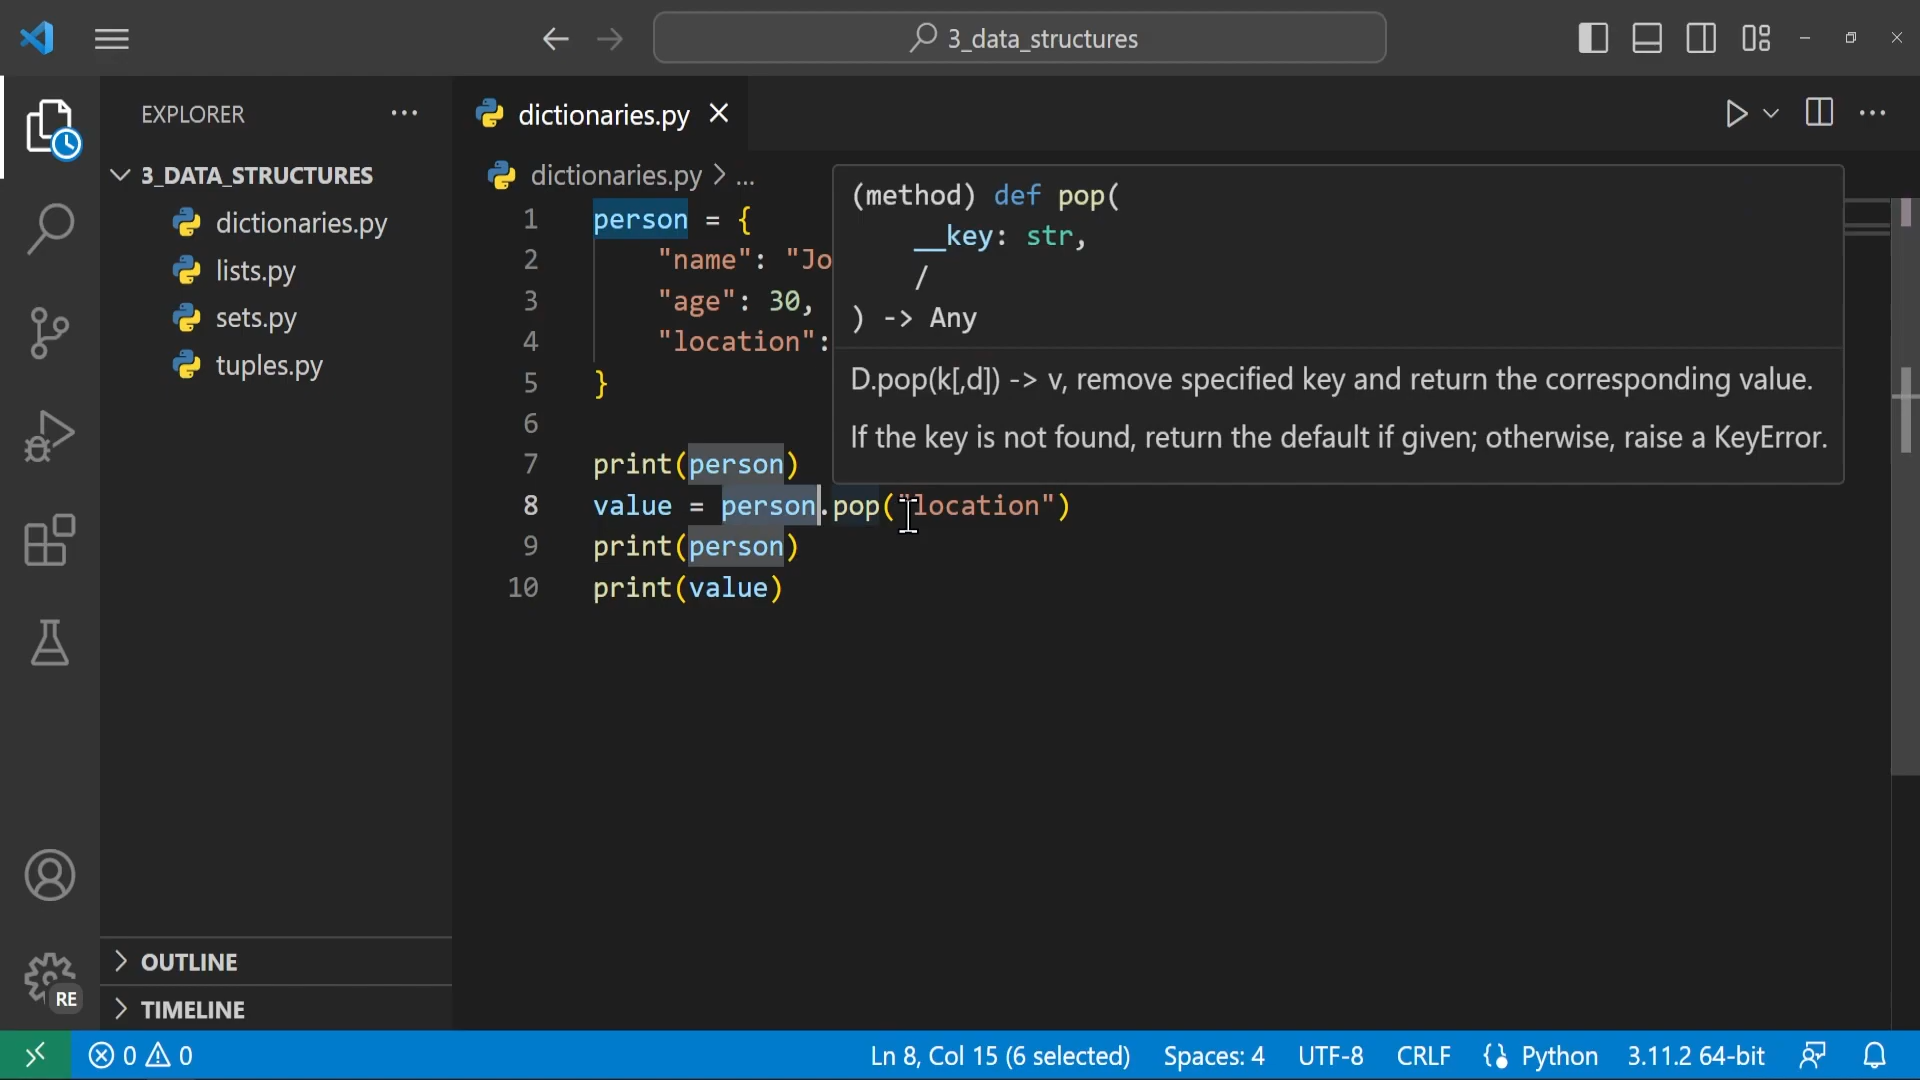 3_data_structures
EXPLORER
3_DATA_STRUCTURES
dictionaries.py
lists.py
sets.py
tuples.py
OUTLINE
TIMELINE
RE
dictionaries.py
dictionaries.py > ...
1 person = {
2 "name": "Jo
3 "age": 30,
4 "location":
5 }
6
7 print(person)
8 value = person.pop("location")
9 print(person)
10 print(value)
(method) def pop(
__key: str,
/
) -> Any
D.pop(k[,d]) -> v, remove specified key and return the corresponding value.
If the key is not found, return the default if given; otherwise, raise a KeyError.
0 0
Ln 8, Col 15 (6 selected)
Spaces: 4
UTF-8
CRLF
Python
3.11.2 64-bit